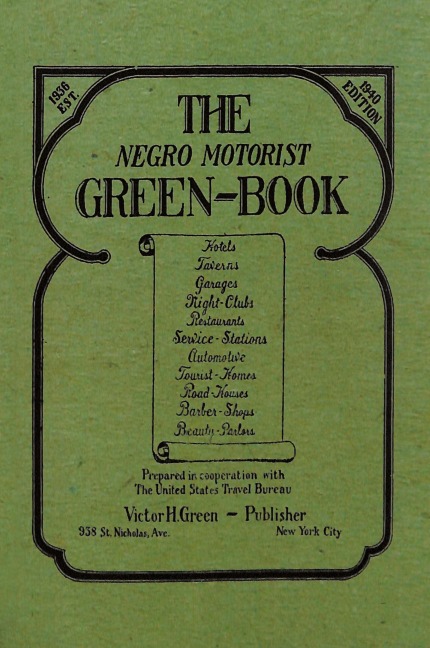 1936
EST.
1940
EDITION
THE
NEGRO MOTORIST
GREEN-BOOK
Hotels
Taverns
Garages
Night-Clubs
Restaurants
Service-Stations
Automotive
Tourist-Homes
Road-Houses
Barber-Shops
Beauty-Parlors
Prepared in cooperation with
The United States Travel Bureau
Victor H. Green - Publisher
938 St. Nicholas, Ave. New York City